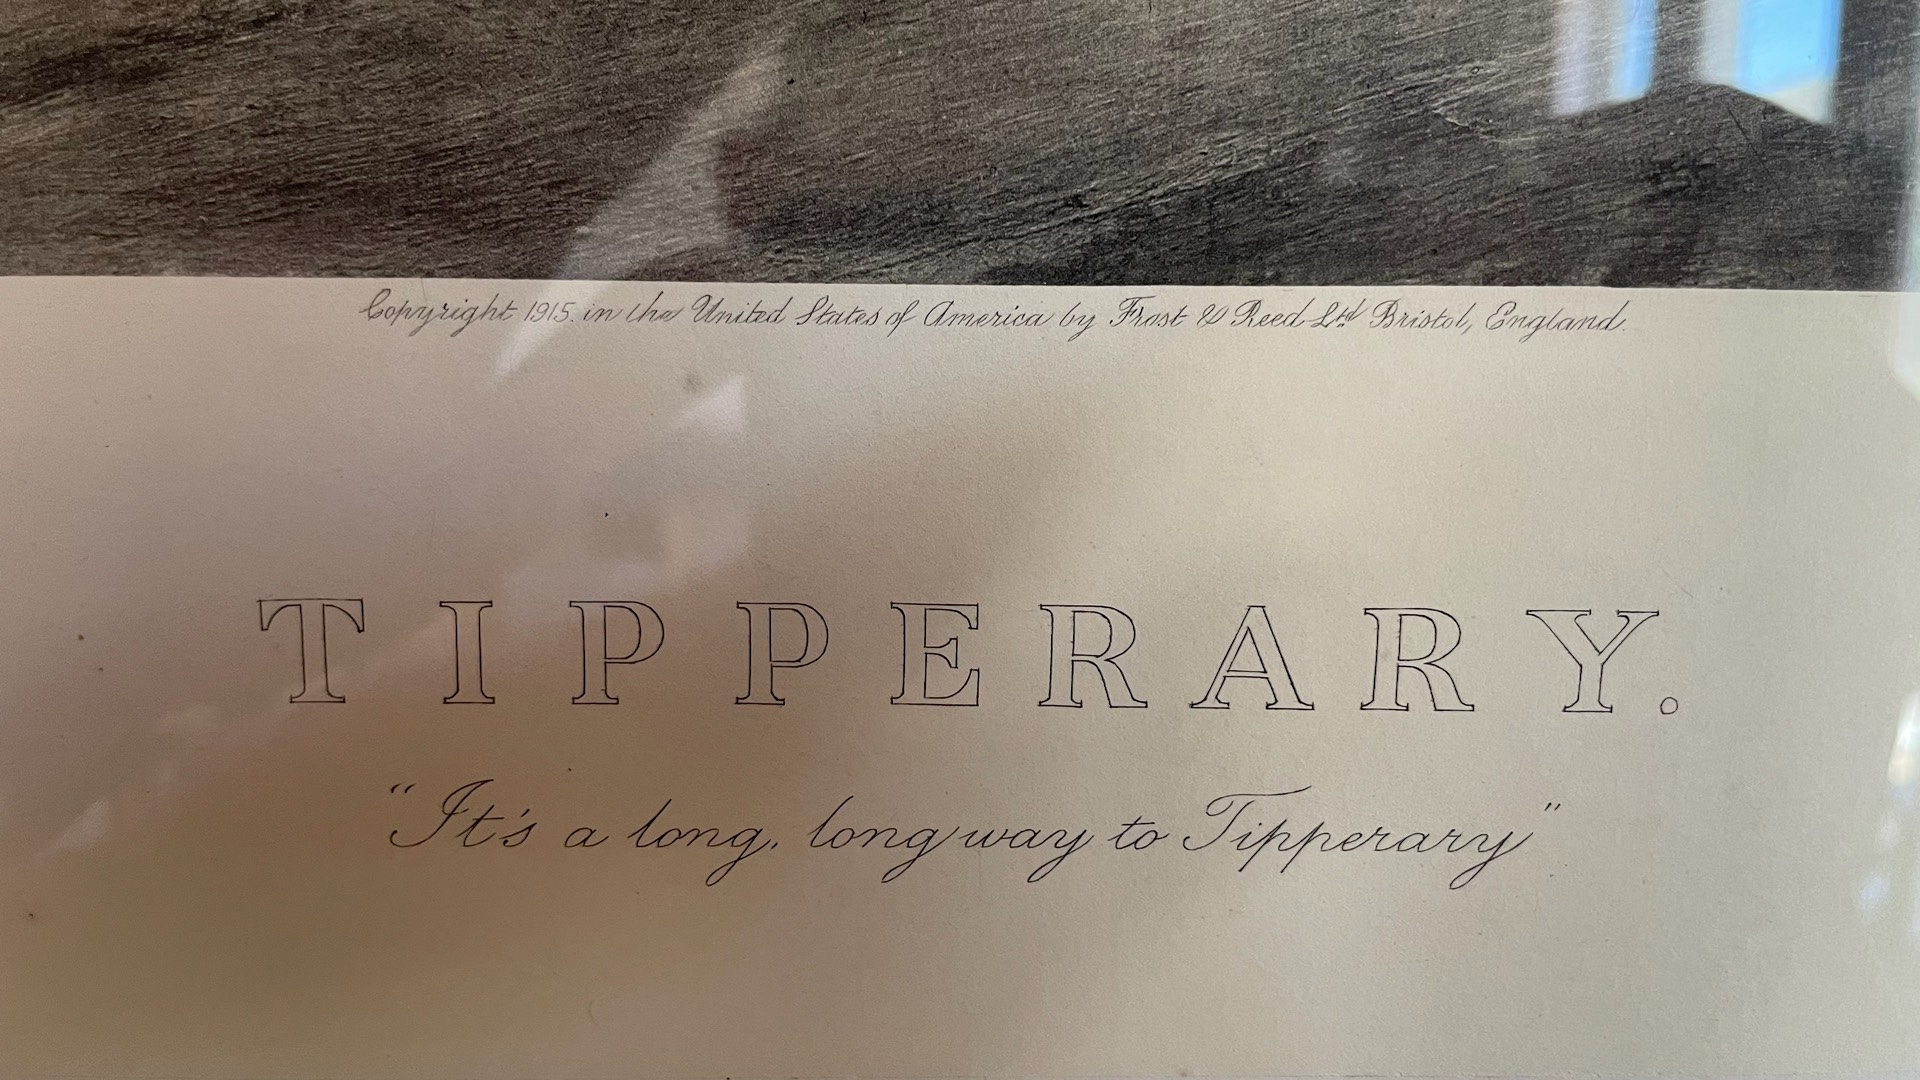 Copyright 1915. in the United States of America by Frost & Reed Ltd Bristol, England.
TIPPERARY.
"It's a long, long way to Tipperary"